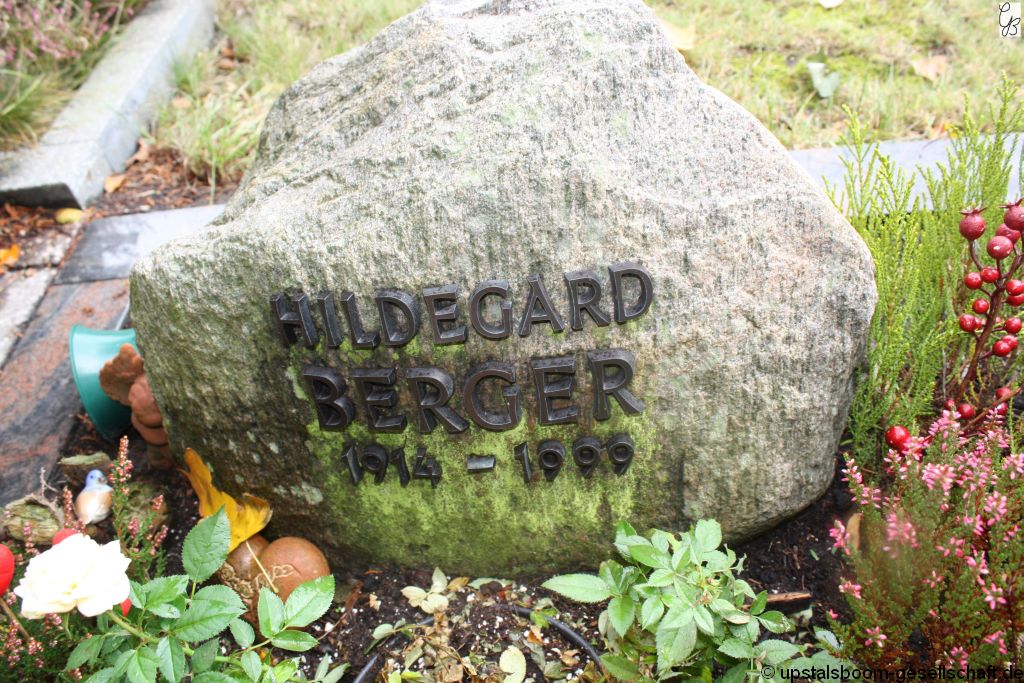 HILDEGARD
BERGER
1914 - 1999
© upstalsboom-gesellschaft.de